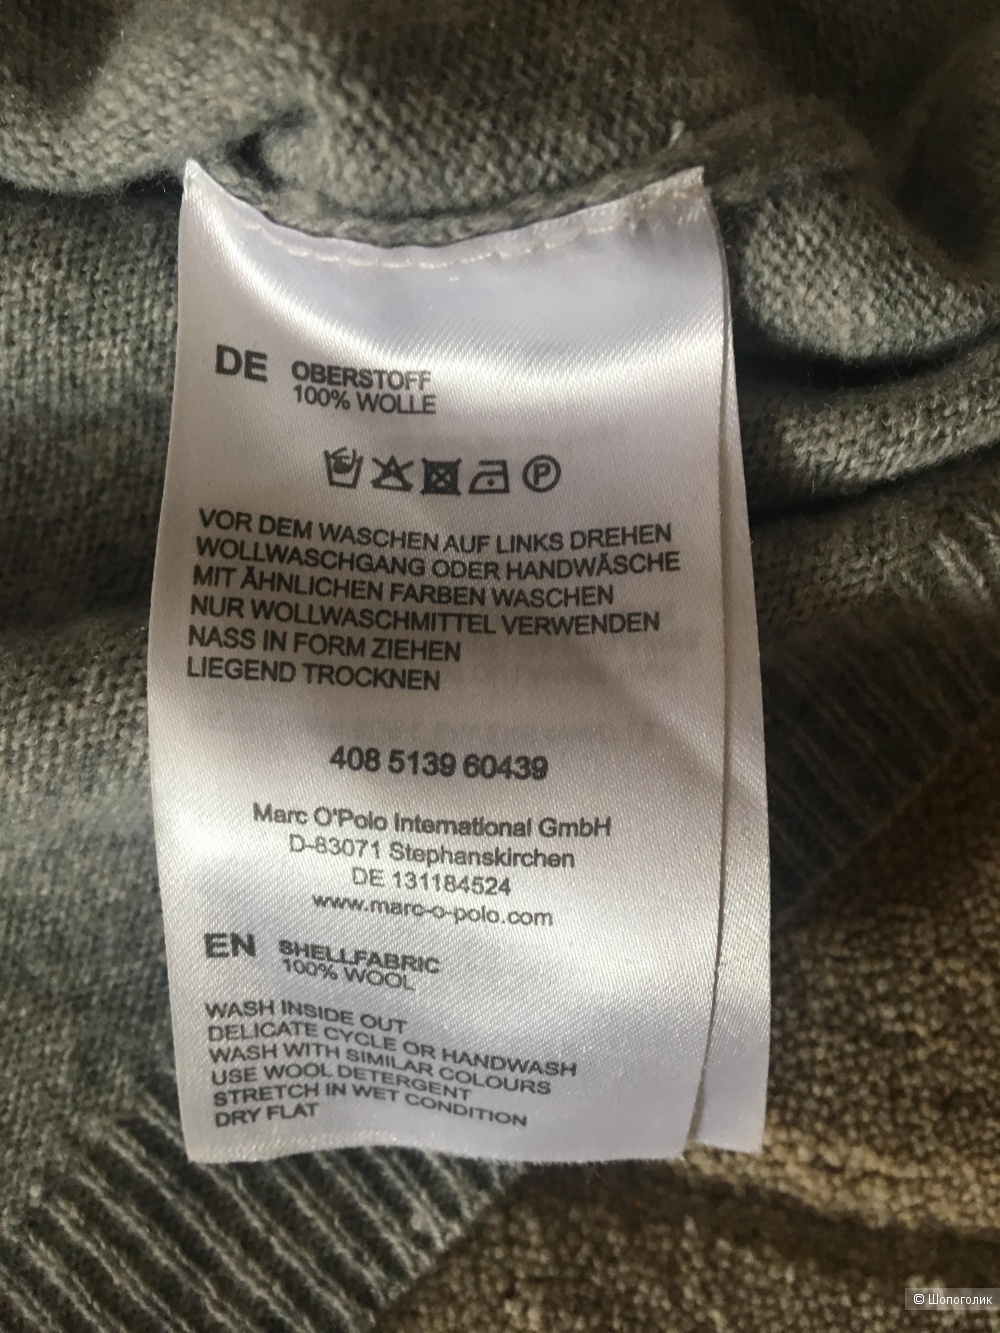 DE OBERSTOFF
100% WOLLE
P
VOR DEM WASCHEN AUF LINKS DREHEN
WOLLWASCHGANG ODER HANDWÄSCHE
MIT ÄHNLICHEN FARBEN WASCHEN
NUR WOLLWASCHMITTEL VERWENDEN
NASS IN FORM ZIEHEN
LIEGEND TROCKNEN
408 5139 60439
Marc O'Polo International GmbH
D-83071 Stephanskirchen
DE 131184524
www.marc-o-polo.com
EN SHELLFABRIC
100% WOOL
WASH INSIDE OUT
DELICATE CYCLE OR HANDWASH
WASH WITH SIMILAR COLOURS
USE WOOL DETERGENT
STRETCH IN WET CONDITION
DRY FLAT
© Шопоголик